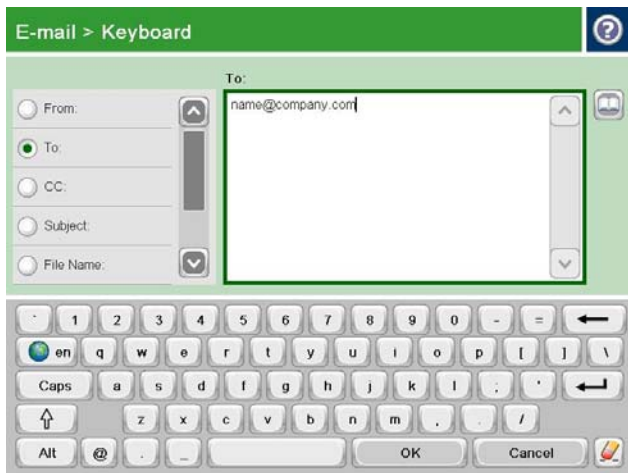 E-mail > Keyboard
?
To:
From:
name@company.com
To:
CC:
Subject:
File Name:
` 1 2 3 4 5 6 7 8 9 0 - =
en q w e r t y u i o p [ ] \
Caps a s d f g h j k l ; '
z x c v b n m , . /
Alt @ . _ OK Cancel